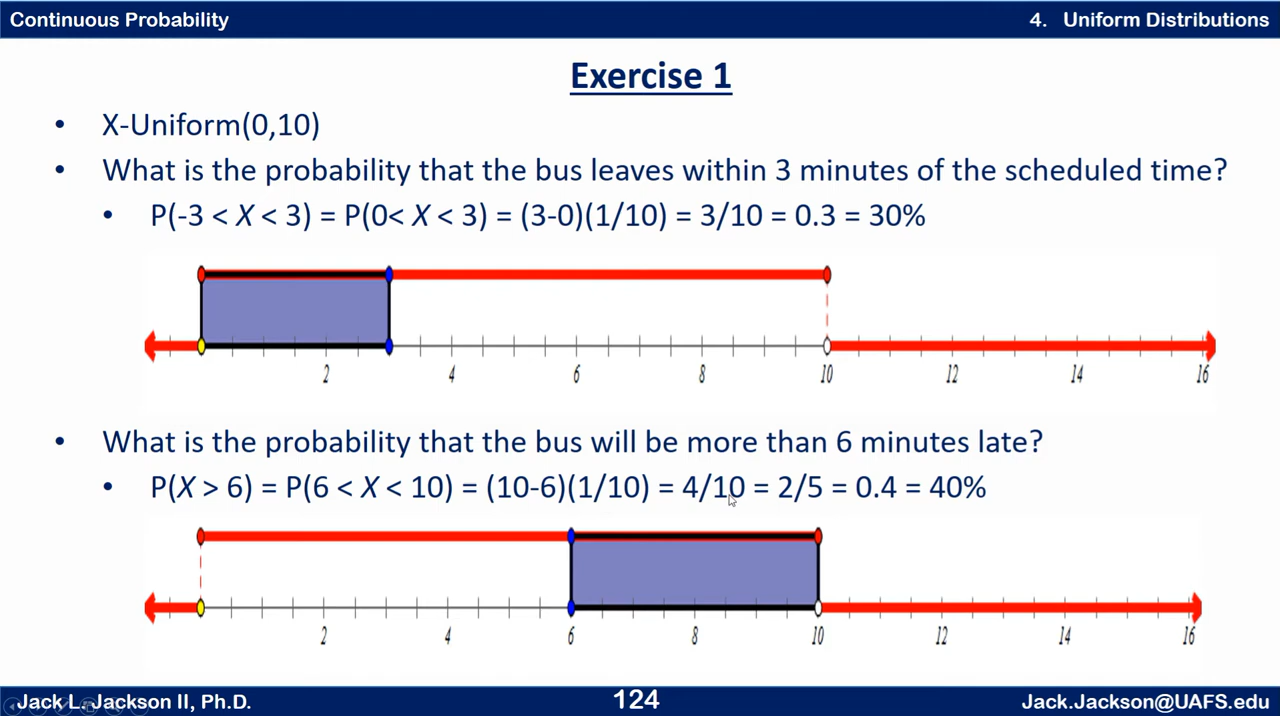 Continuous Probability
4. Uniform Distributions
Exercise 1
• X-Uniform(0,10)
• What is the probability that the bus leaves within 3 minutes of the scheduled time?
• P(-3 < X < 3) = P(0< X < 3) = (3-0)(1/10) = 3/10 = 0.3 = 30%
2 4 6 8 10 12 14 16
• What is the probability that the bus will be more than 6 minutes late?
• P(X > 6) = P(6 < X < 10) = (10-6)(1/10) = 4/10 = 2/5 = 0.4 = 40%
2 4 6 8 10 12 14 16
Jack L. Jackson II, Ph.D.
124
Jack.Jackson@UAFS.edu